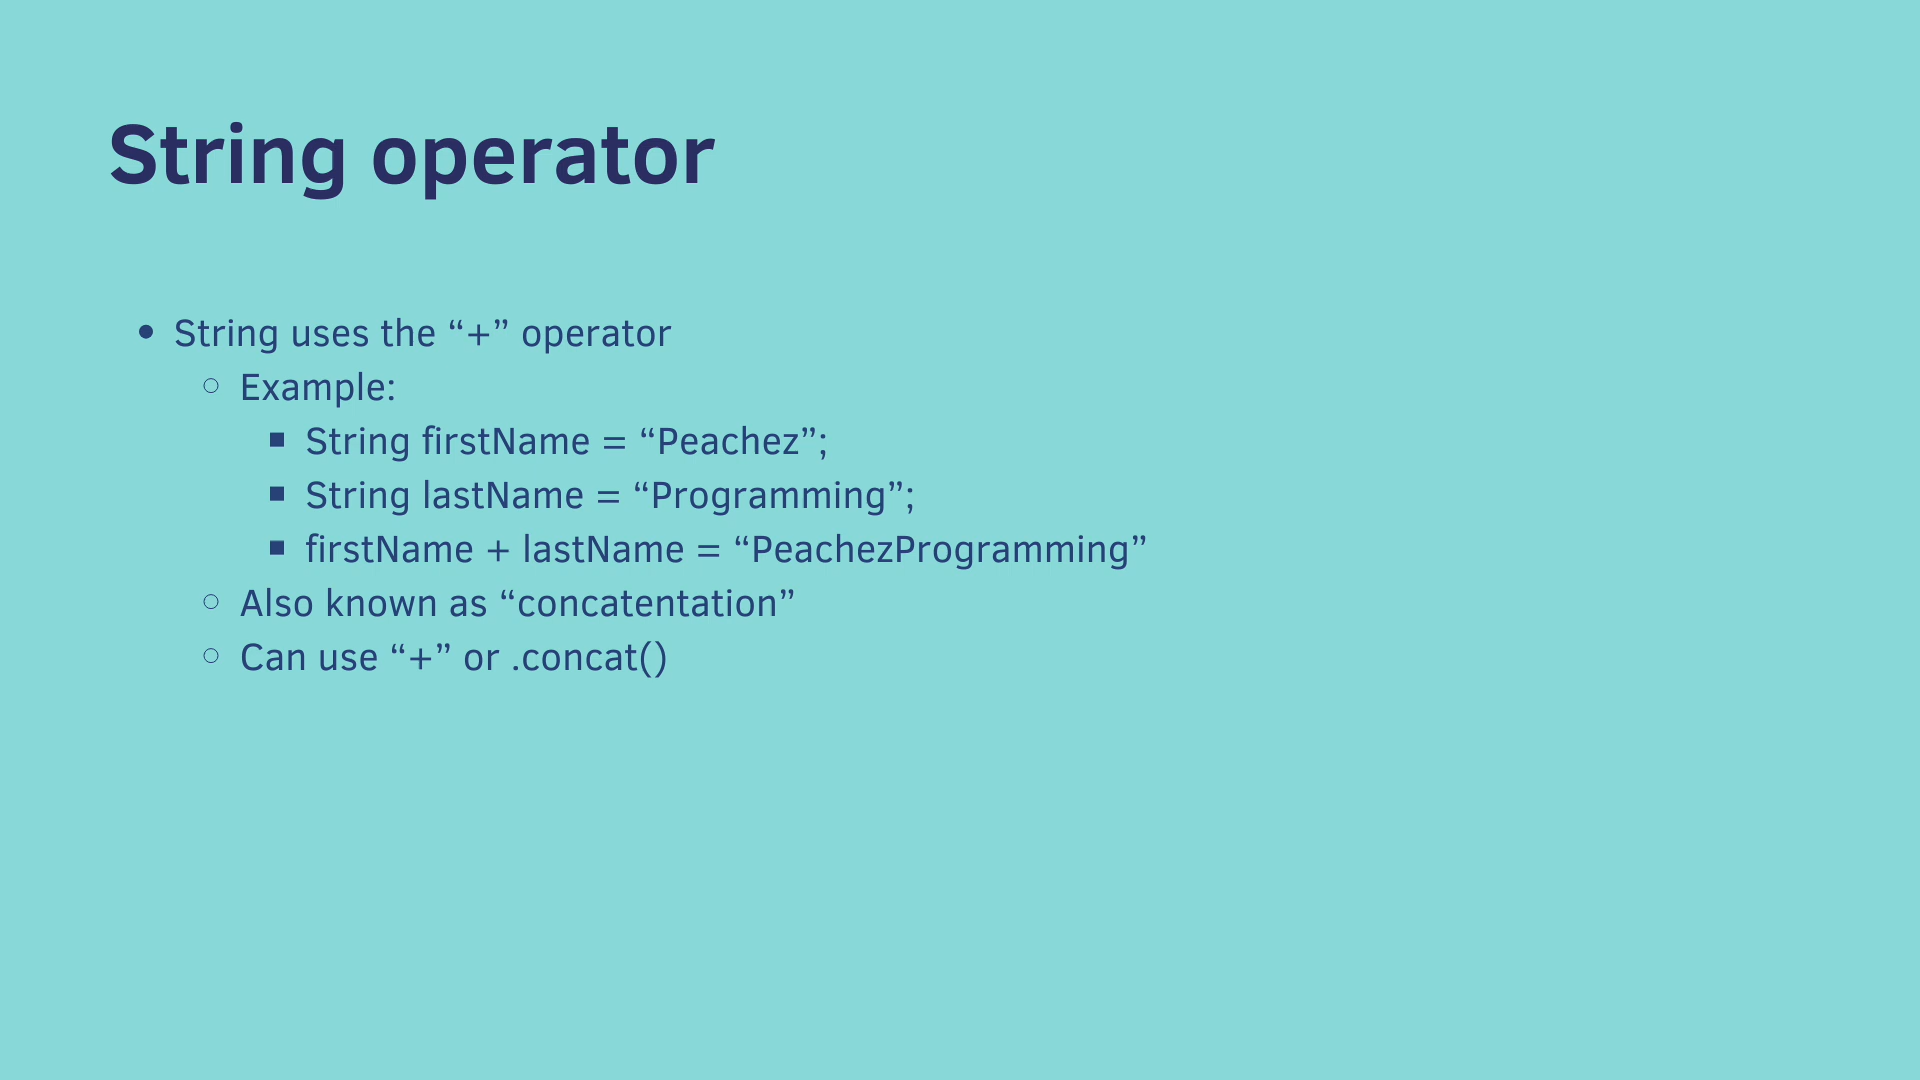 String operator
• String uses the “+” operator
○ Example:
■ String firstName = “Peachez”;
■ String lastName = “Programming”;
■ firstName + lastName = “PeachezProgramming”
○ Also known as “concatentation”
○ Can use “+” or .concat()